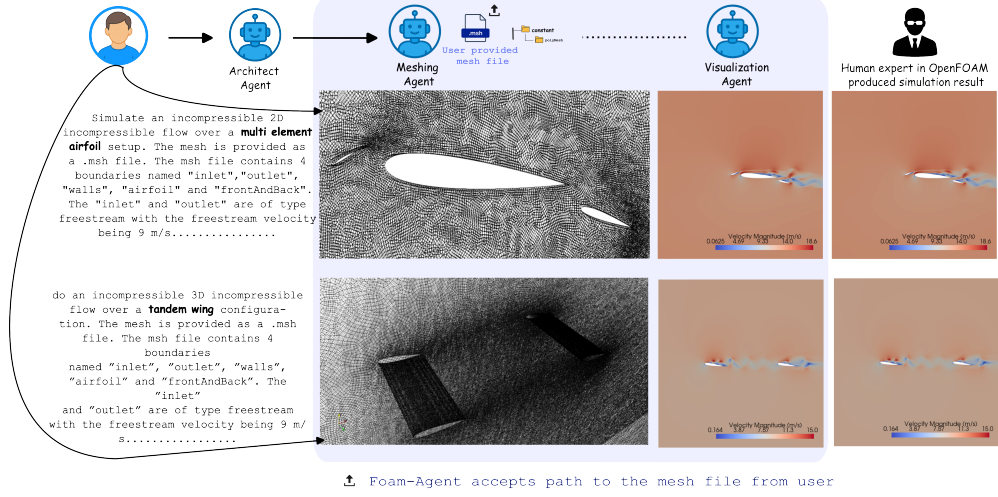 Architect
Agent
Meshing
Agent
.msh
User provided
mesh file
constant
polyMesh
Visualization
Agent
Human expert in OpenFOAM
produced simulation result
Simulate an incompressible 2D
incompressible flow over a multi element
airfoil setup. The mesh is provided as
a .msh file. The msh file contains 4
boundaries named "inlet","outlet",
"walls", "airfoil" and "frontAndBack".
The "inlet" and "outlet" are of type
freestream with the freestream velocity
being 9 m/s................
Velocity Magnitude (m/s)
0.0625 4.69 9.33 14.0 18.6
Velocity Magnitude (m/s)
0.0625 4.69 9.33 14.0 18.6
do an incompressible 3D incompressible
flow over a tandem wing configura-
tion. The mesh is provided as a .msh
file. The msh file contains 4
boundaries
named ”inlet”, ”outlet”, ”walls”,
”airfoil” and ”frontAndBack”. The
”inlet”
and ”outlet” are of type freestream
with the freestream velocity being 9 m/
s.................
Velocity Magnitude (m/s)
0.164 3.87 7.57 11.3 15.0
Velocity Magnitude (m/s)
0.164 3.87 7.57 11.3 15.0
Foam-Agent accepts path to the mesh file from user